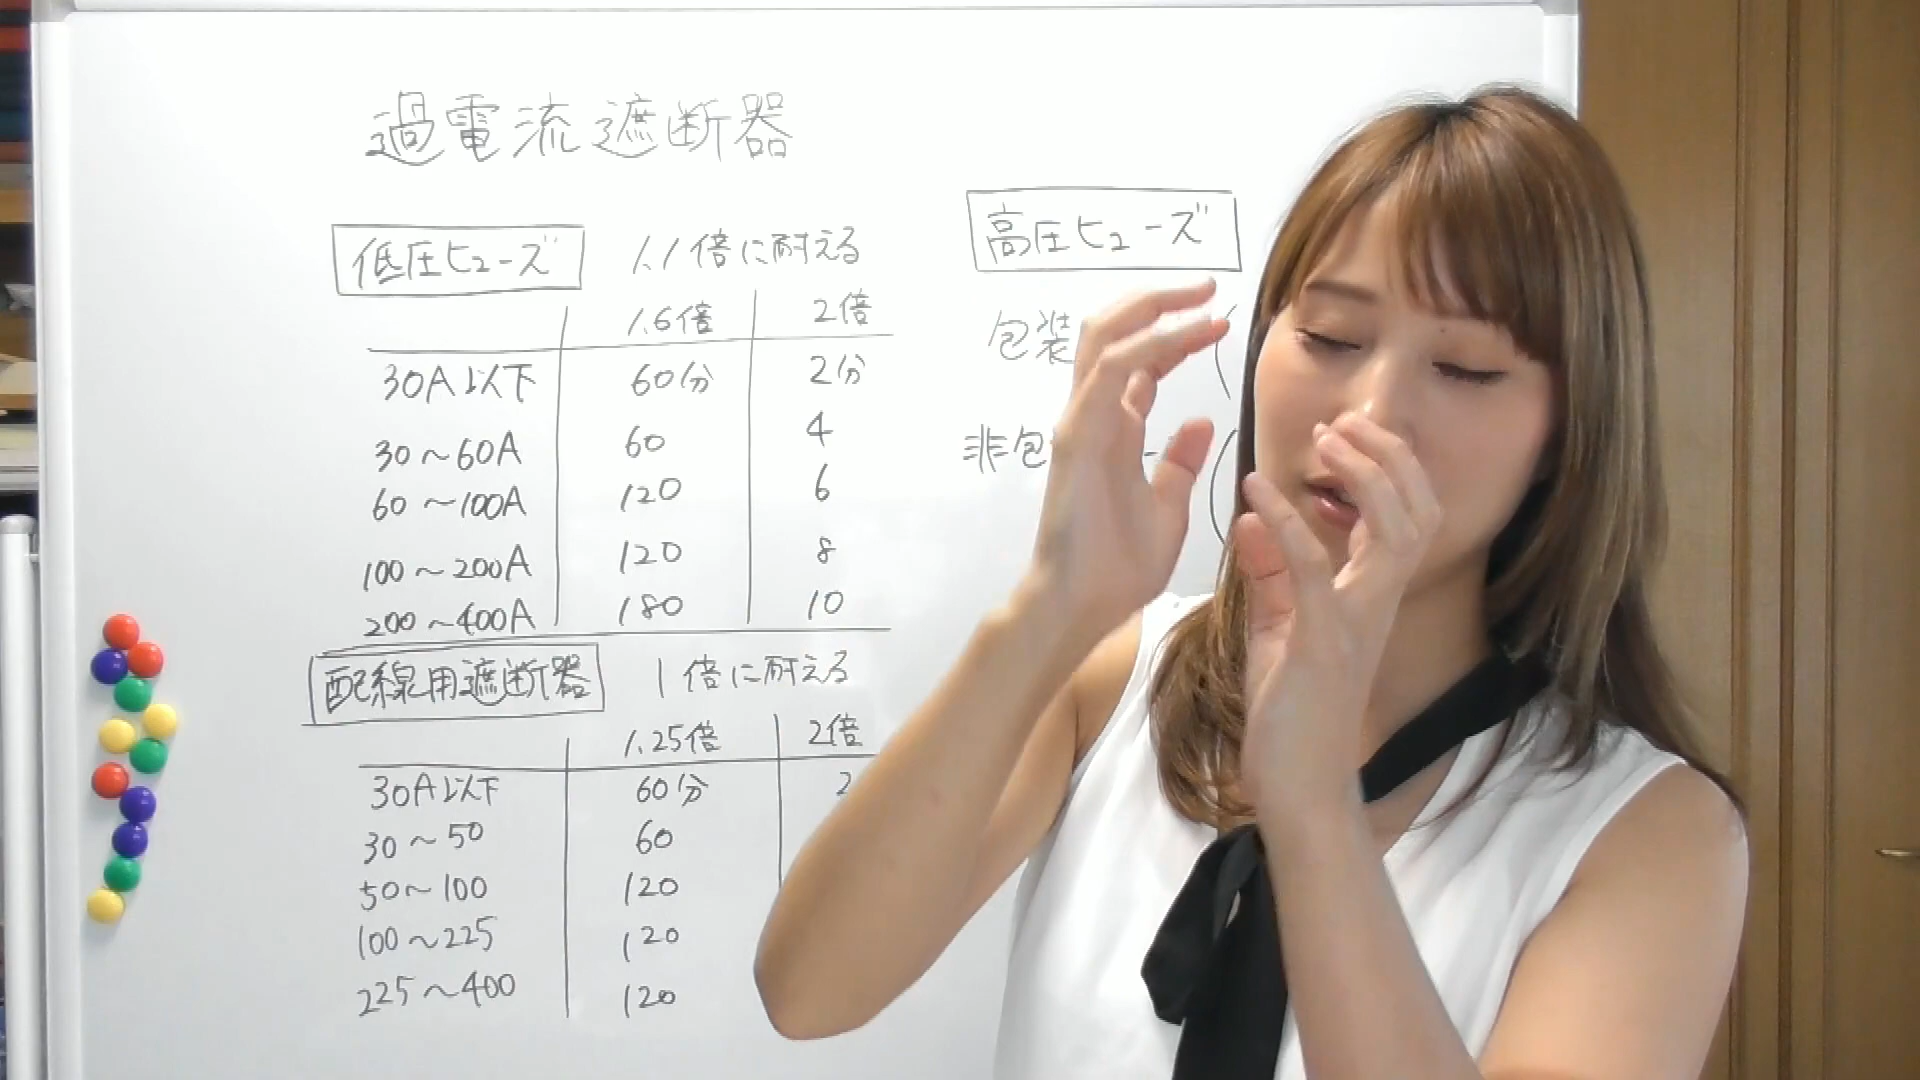 過電流遮断器
低圧ヒューズ 1.1倍に耐える
1.6倍 2倍
30A以下 60分 2分
30～60A 60 4
60～100A 120 6
100～200A 120 8
200～400A 180 10
配線用遮断器 1倍に耐える
1.25倍 2倍
30A以下 60分 2
30～50 60
50～100 120
100～225 120
225～400 120
高圧ヒューズ
包装 (
非包 (